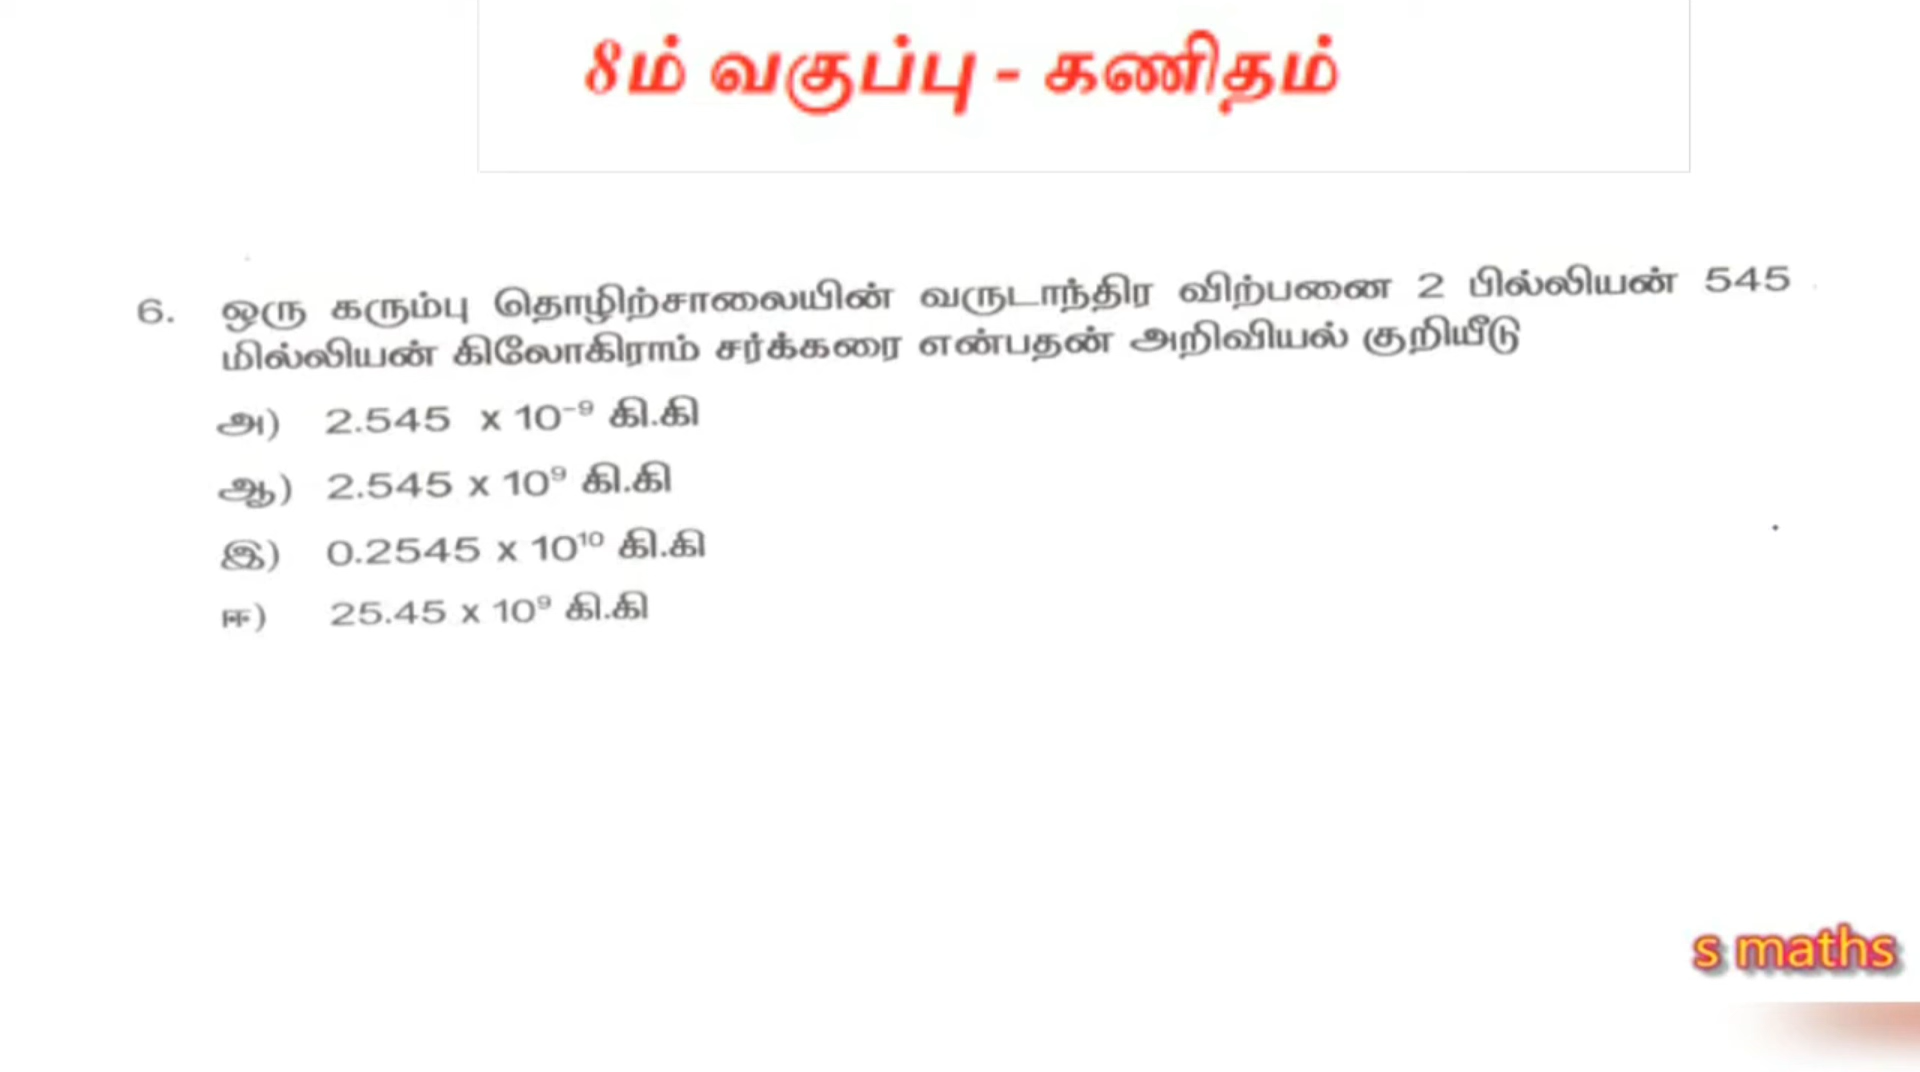 8ம் வகுப்பு - கணிதம்
6. ஒரு கரும்பு தொழிற்சாலையின் வருடாந்திர விற்பனை 2 பில்லியன் 545
மில்லியன் கிலோகிராம் சர்க்கரை என்பதன் அறிவியல் குறியீடு
அ) 2.545 x 10⁻⁹ கி.கி
ஆ) 2.545 x 10⁹ கி.கி
இ) 0.2545 x 10¹⁰ கி.கி
ஈ) 25.45 x 10⁹ கி.கி
s maths